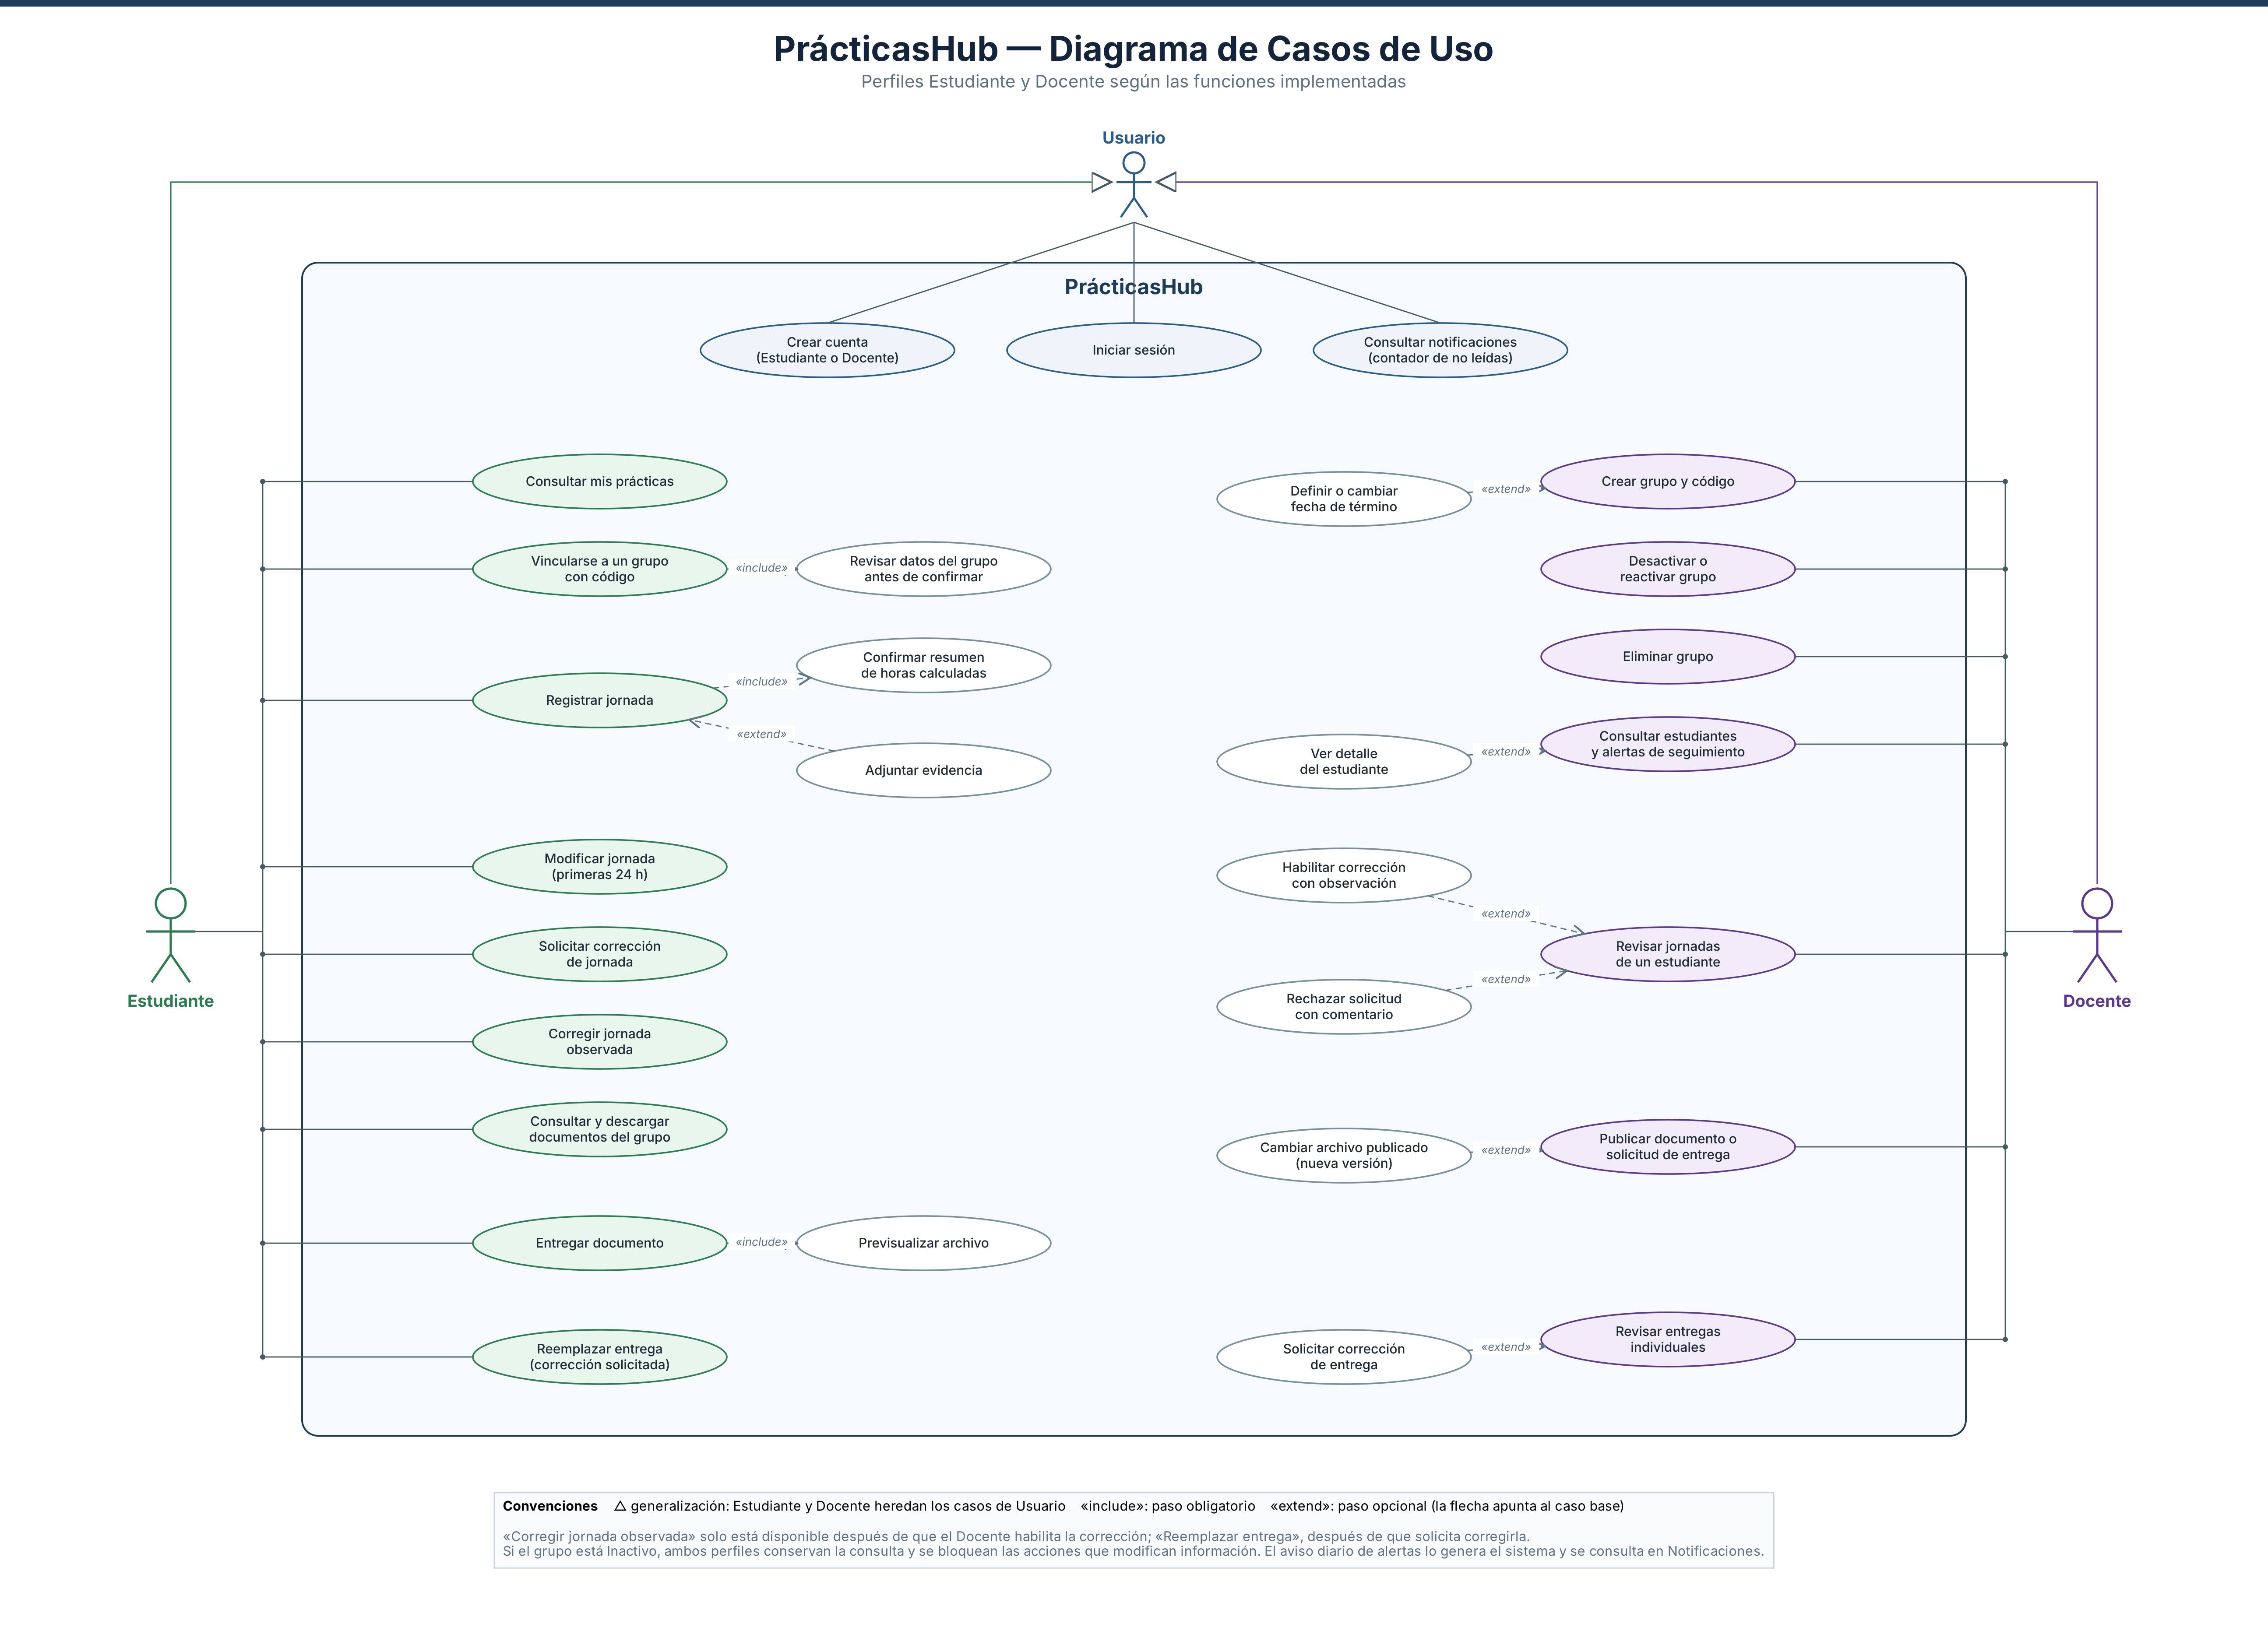 PrácticasHub — Diagrama de Casos de Uso
Perfiles Estudiante y Docente según las funciones implementadas
Usuario
PrácticasHub
Crear cuenta
(Estudiante o Docente)
Iniciar sesión
Consultar notificaciones
(contador de no leídas)
Consultar mis prácticas
Vincularse a un grupo
con código
«include»
Revisar datos del grupo
antes de confirmar
Registrar jornada
«include»
Confirmar resumen
de horas calculadas
«extend»
Adjuntar evidencia
Modificar jornada
(primeras 24 h)
Solicitar corrección
de jornada
Corregir jornada
observada
Consultar y descargar
documentos del grupo
Entregar documento
«include»
Previsualizar archivo
Reemplazar entrega
(corrección solicitada)
Estudiante
Definir o cambiar
fecha de término
«extend»
Crear grupo y código
Desactivar o
reactivar grupo
Eliminar grupo
Ver detalle
del estudiante
«extend»
Consultar estudiantes
y alertas de seguimiento
Habilitar corrección
con observación
«extend»
Revisar jornadas
de un estudiante
«extend»
Rechazar solicitud
con comentario
Cambiar archivo publicado
(nueva versión)
«extend»
Publicar documento o
solicitud de entrega
Solicitar corrección
de entrega
«extend»
Revisar entregas
individuales
Docente
Convenciones △ generalización: Estudiante y Docente heredan los casos de Usuario «include»: paso obligatorio «extend»: paso opcional (la flecha apunta al caso base)
«Corregir jornada observada» solo está disponible después de que el Docente habilita la corrección; «Reemplazar entrega», después de que solicita corregirla.
Si el grupo está Inactivo, ambos perfiles conservan la consulta y se bloquean las acciones que modifican información. El aviso diario de alertas lo genera el sistema y se consulta en Notificaciones.